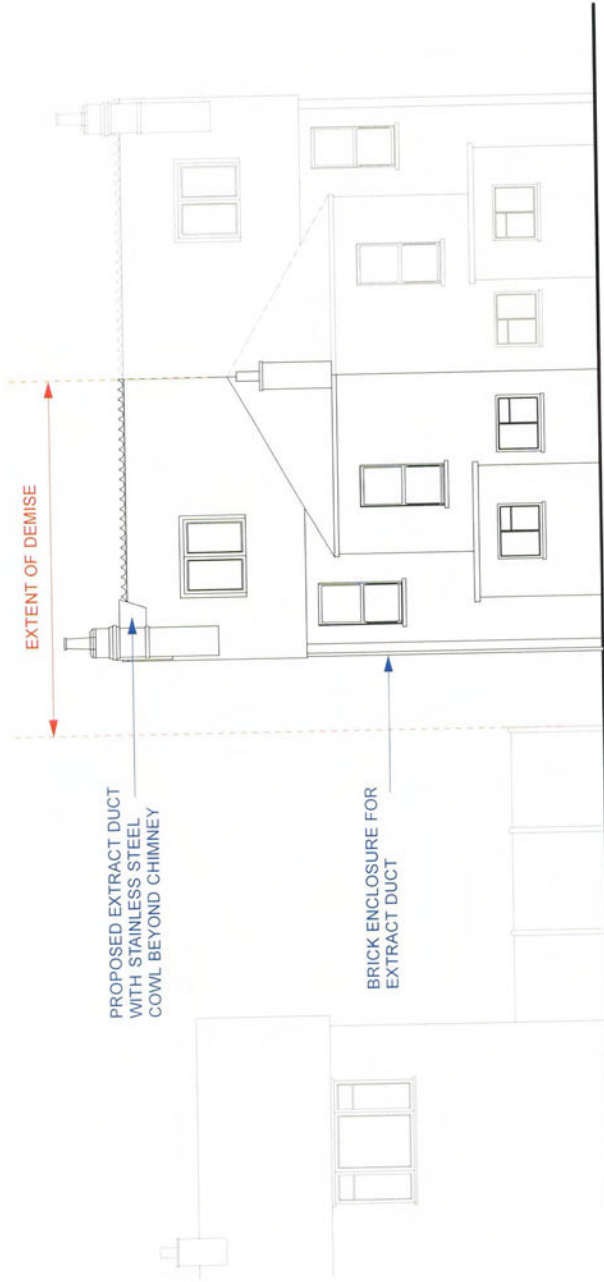 EXTENT OF DEMISE
PROPOSED EXTRACT DUCT
WITH STAINLESS STEEL
COWL BEYOND CHIMNEY
BRICK ENCLOSURE FOR
EXTRACT DUCT